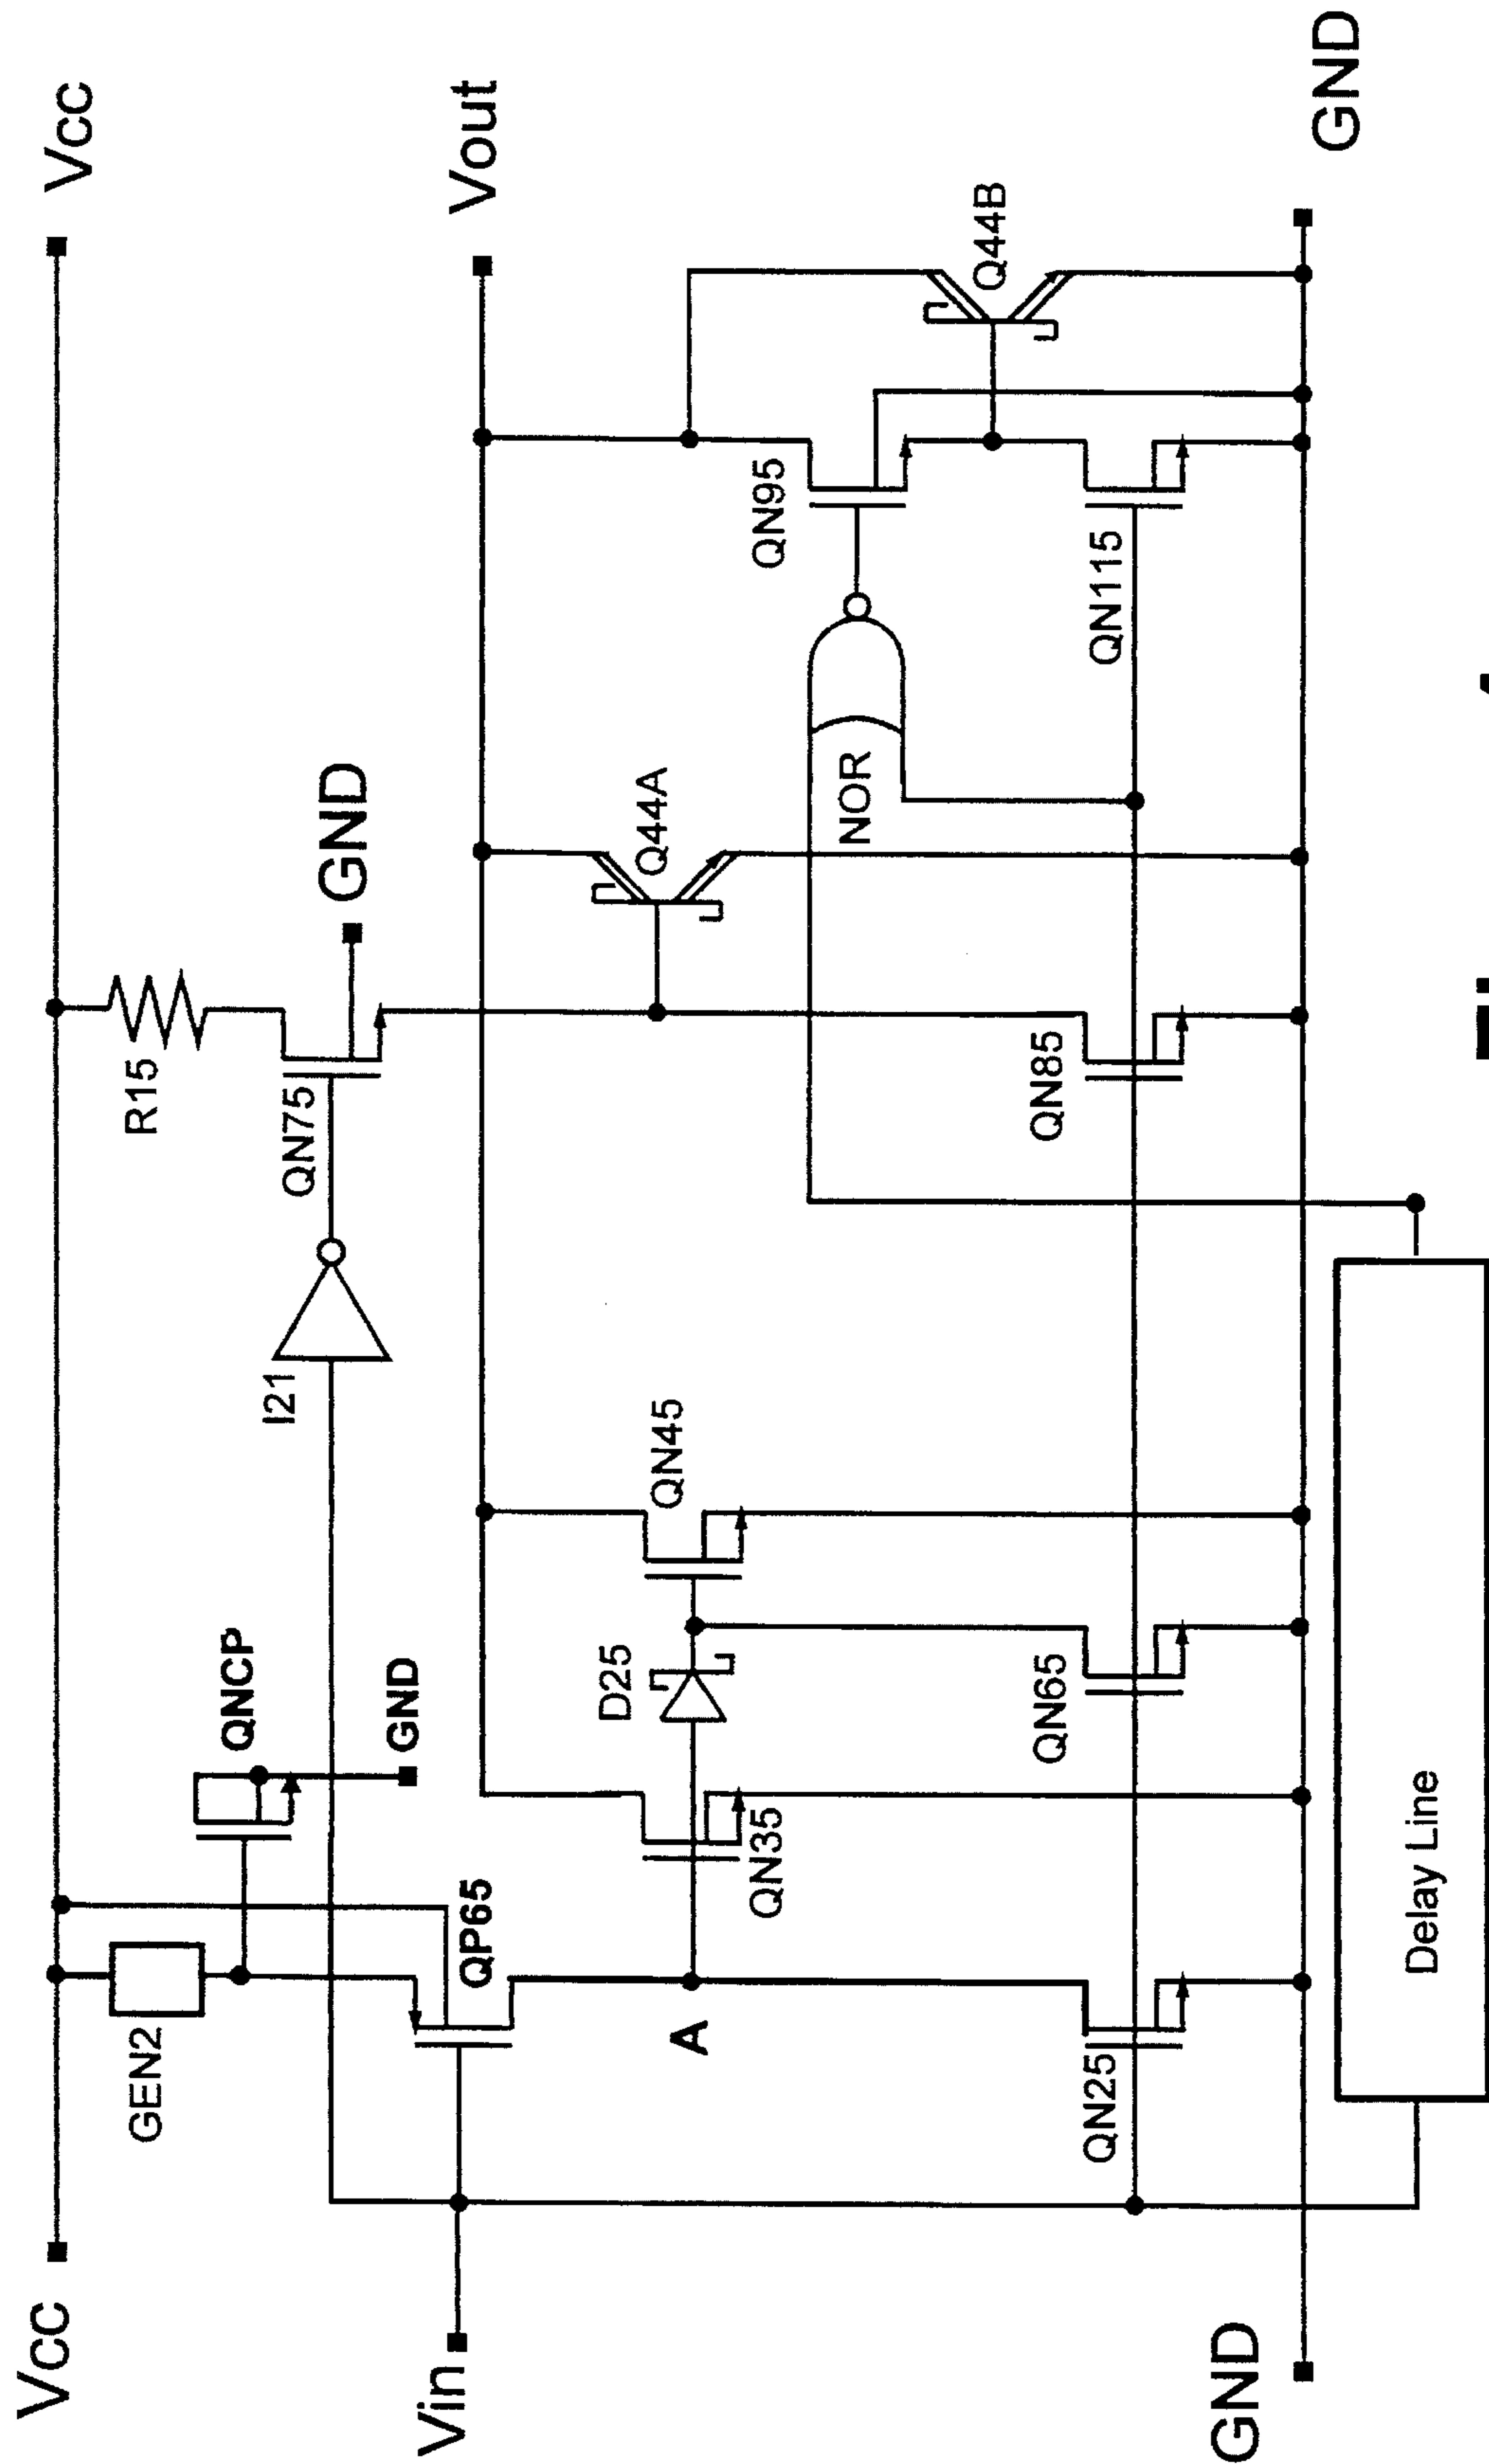 Vcc
Vcc
GEN2
QNCP
R15
GND
QN75
I21
GND
QP65
Vin
Vout
A
QN35
D25
QN45
Q44A
NOR
QN95
Q44B
QN25
QN65
QN85
QN115
GND
GND
Delay Line